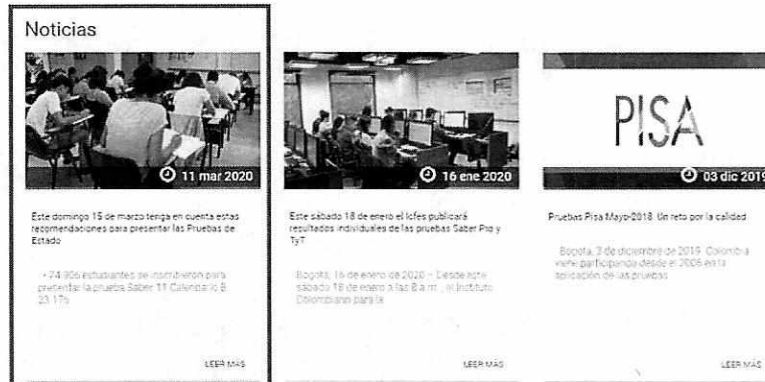 Noticias
11 mar 2020
Este domingo 15 de marzo tenga en cuenta estas
recomendaciones para presentar las Pruebas de
Estado
• 74.906 estudiantes se inscribieron para
presentar la prueba Saber 11 Calendario B.
23.176
LEER MÁS
16 ene 2020
Este sábado 18 de enero el Icfes publicará
resultados individuales de las pruebas Saber Pro y
TyT
Bogotá, 16 de enero de 2020 – Desde este
sábado 18 de enero a las 8 a.m., el Instituto
Colombiano para la
LEER MÁS
PISA
03 dic 2019
Pruebas Pisa Mayo-2018. Un reto por la calidad
Bogotá, 3 de diciembre de 2019. Colombia
viene participando desde el 2006 en la
aplicación de las pruebas
LEER MÁS